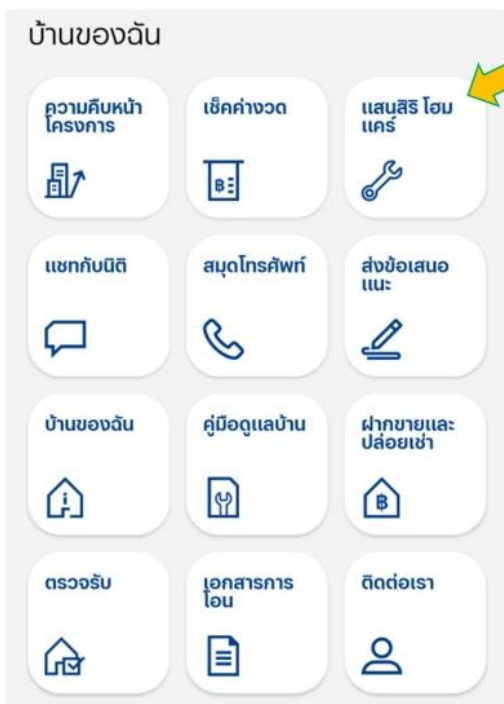 บ้านของฉัน
ความคืบหน้า
โครงการ
เช็คค่างวด
แสนสิริ โฮม
แคร์
฿
แชทกับนิติ
สมุดโทรศัพท์
ส่งข้อเสนอ
แนะ
บ้านของฉัน
คู่มือดูแลบ้าน
ฝากขายและ
ปล่อยเช่า
i
฿
ตรวจรับ
เอกสารการ
โอน
ติดต่อเรา